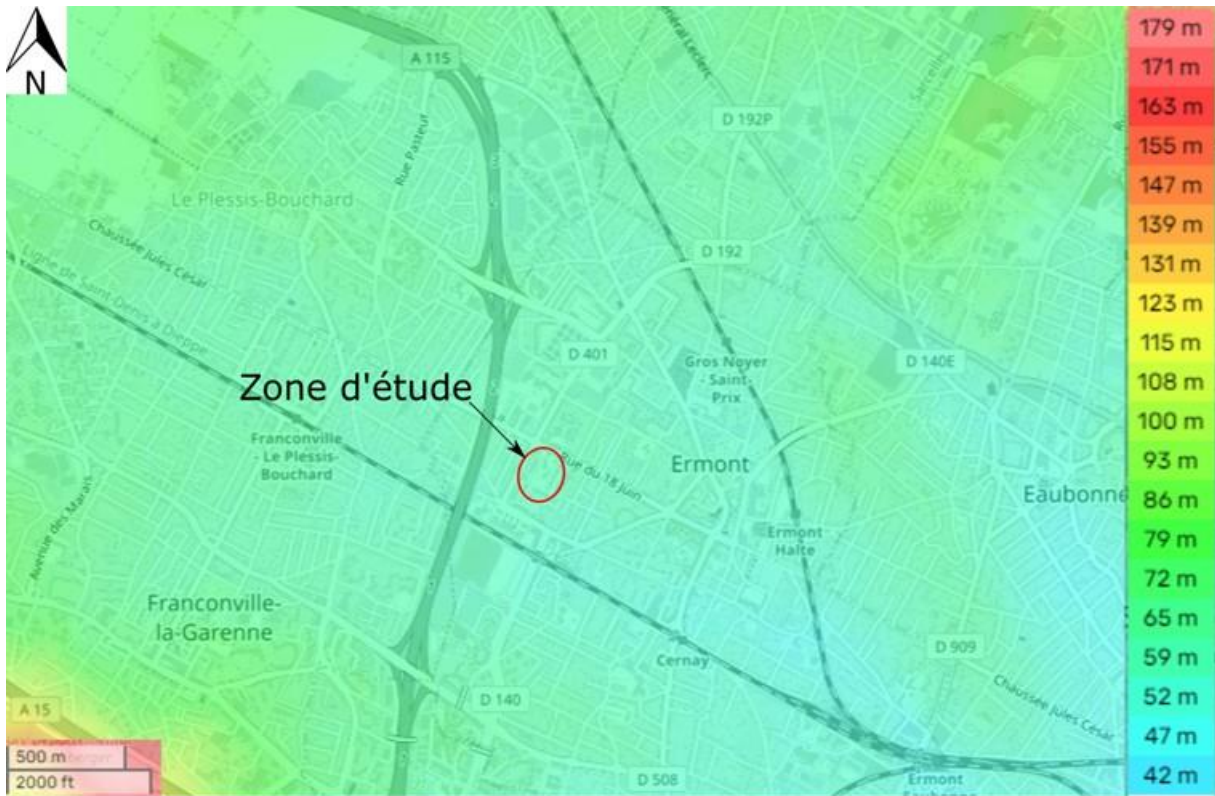 N
A 115
Général Leclerc
Sarcelles
D 192P
Rue Pasteur
Le Plessis-Bouchard
Chaussée Jules César
Ligne de Saint-Denis à Dieppe
D 192
D 401
Gros Noyer
- Saint-
Prix
D 140E
Zone d'étude
Franconville
- Le Plessis-
Bouchard
Rue du 18 Juin
Ermont
Eaubonne
Avenue des Marais
Ermont
Halte
Franconville-
la-Garenne
Cernay
D 909
Chaussée Jules César
D 140
A 15
500 m
2000 ft
D 508
Ermont
179 m
171 m
163 m
155 m
147 m
139 m
131 m
123 m
115 m
108 m
100 m
93 m
86 m
79 m
72 m
65 m
59 m
52 m
47 m
42 m